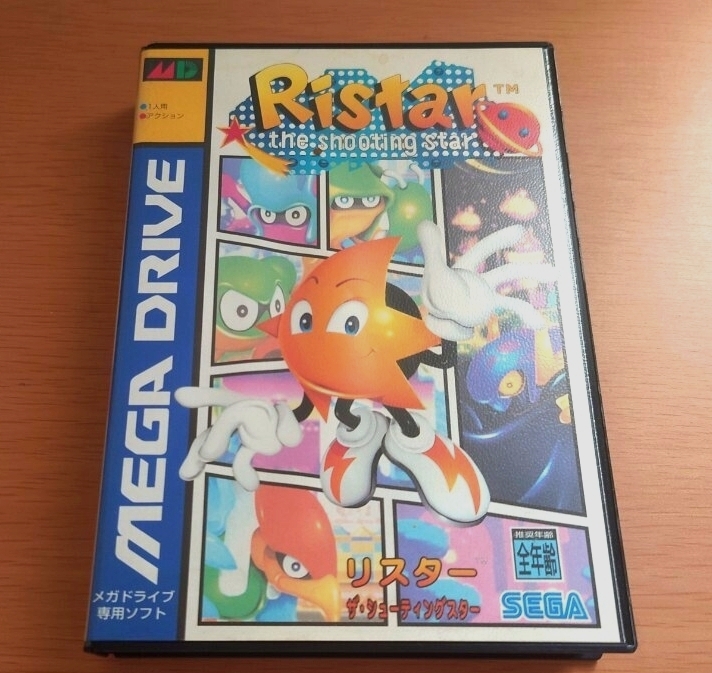 MD
1人用
アクション
MEGA DRIVE
メガドライブ
専用ソフト
Ristar TM
the shooting star
推奨年齢
全年齢
リスター
ザ・シューティングスター
SEGA